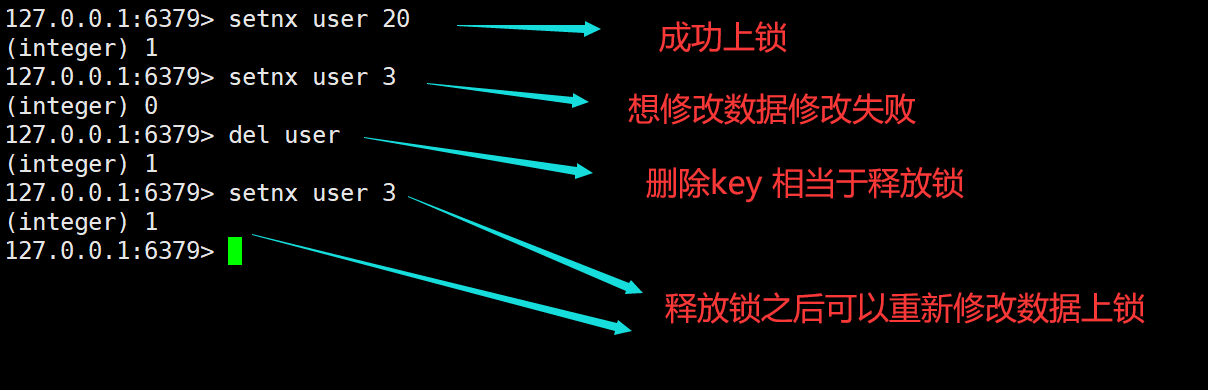 127.0.0.1:6379> setnx user 20
成功上锁
(integer) 1
127.0.0.1:6379> setnx user 3
想修改数据修改失败
(integer) 0
127.0.0.1:6379> del user
(integer) 1
删除key 相当于释放锁
127.0.0.1:6379> setnx user 3
(integer) 1
127.0.0.1:6379>
释放锁之后可以重新修改数据上锁